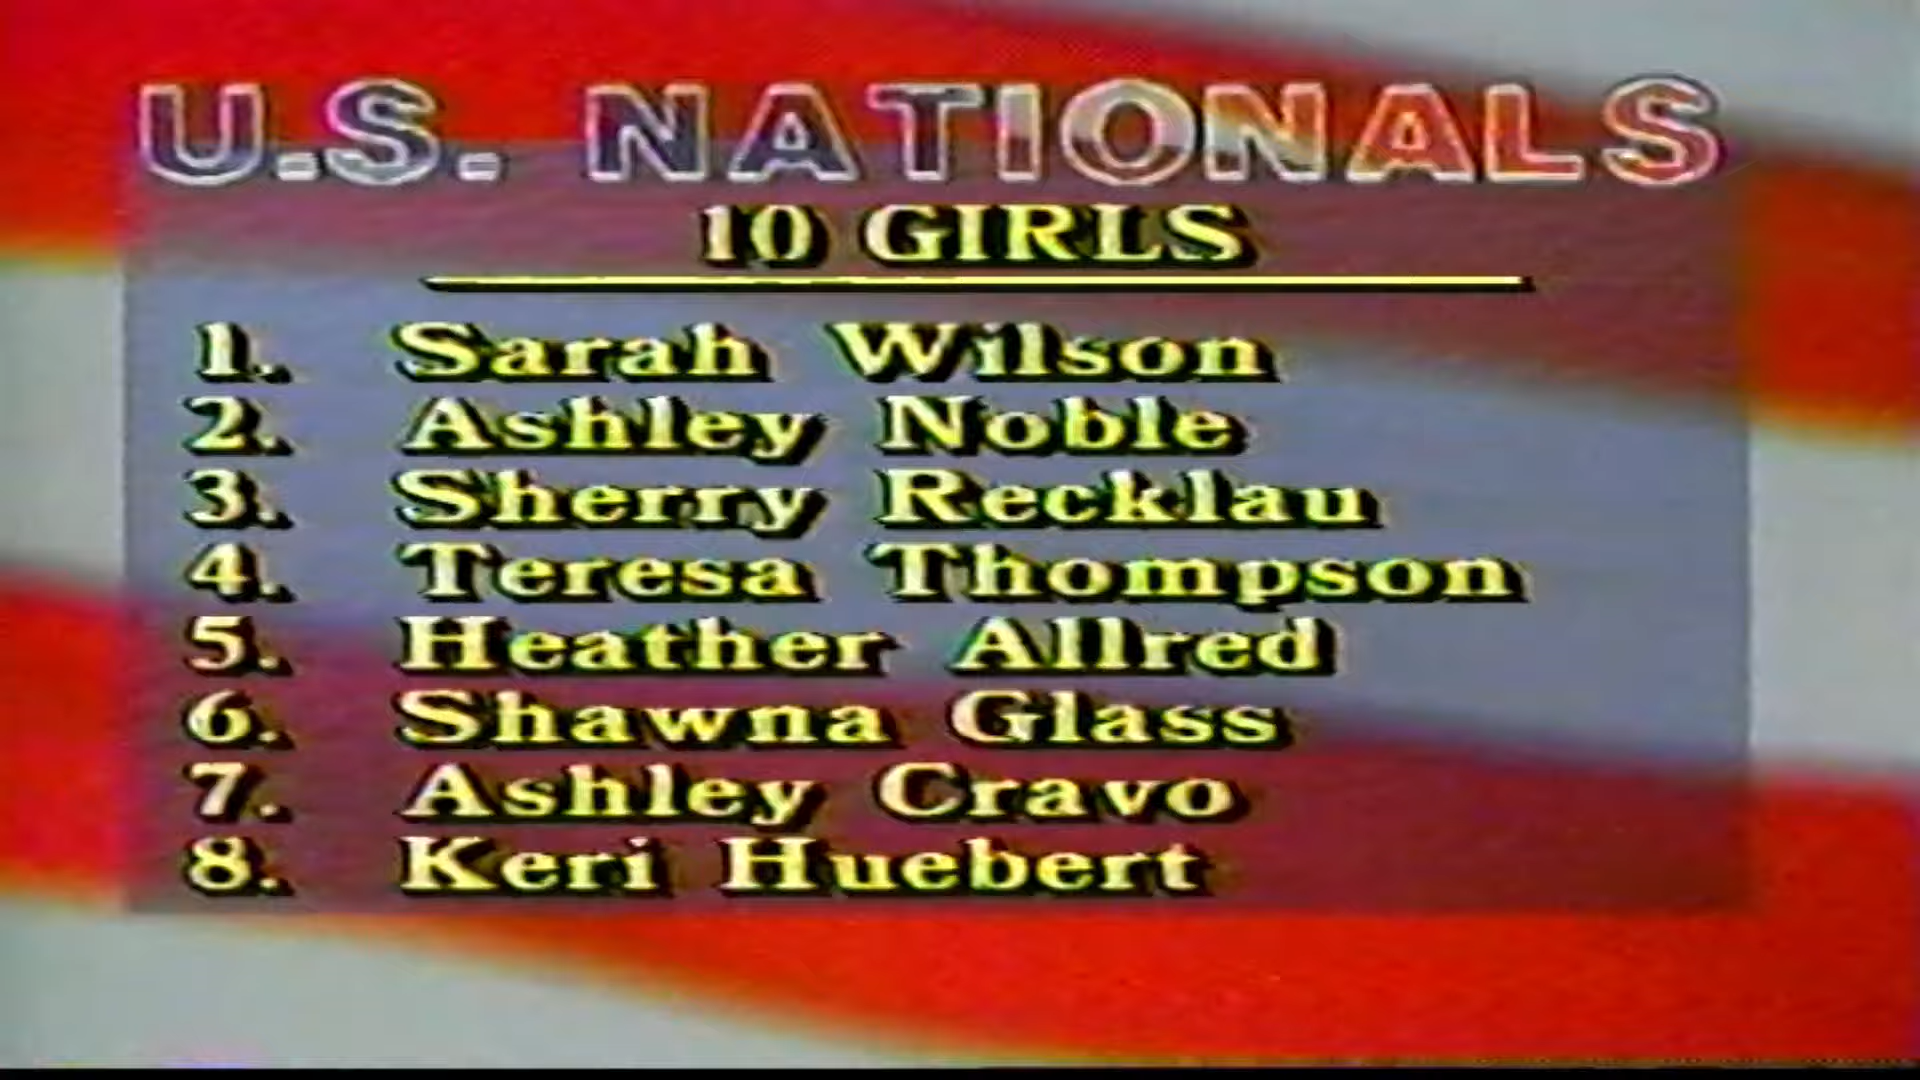 U.S. NATIONALS
10 GIRLS
1. Sarah Wilson
2. Ashley Noble
3. Sherry Recklau
4. Teresa Thompson
5. Heather Allred
6. Shawna Glass
7. Ashley Cravo
8. Keri Huebert